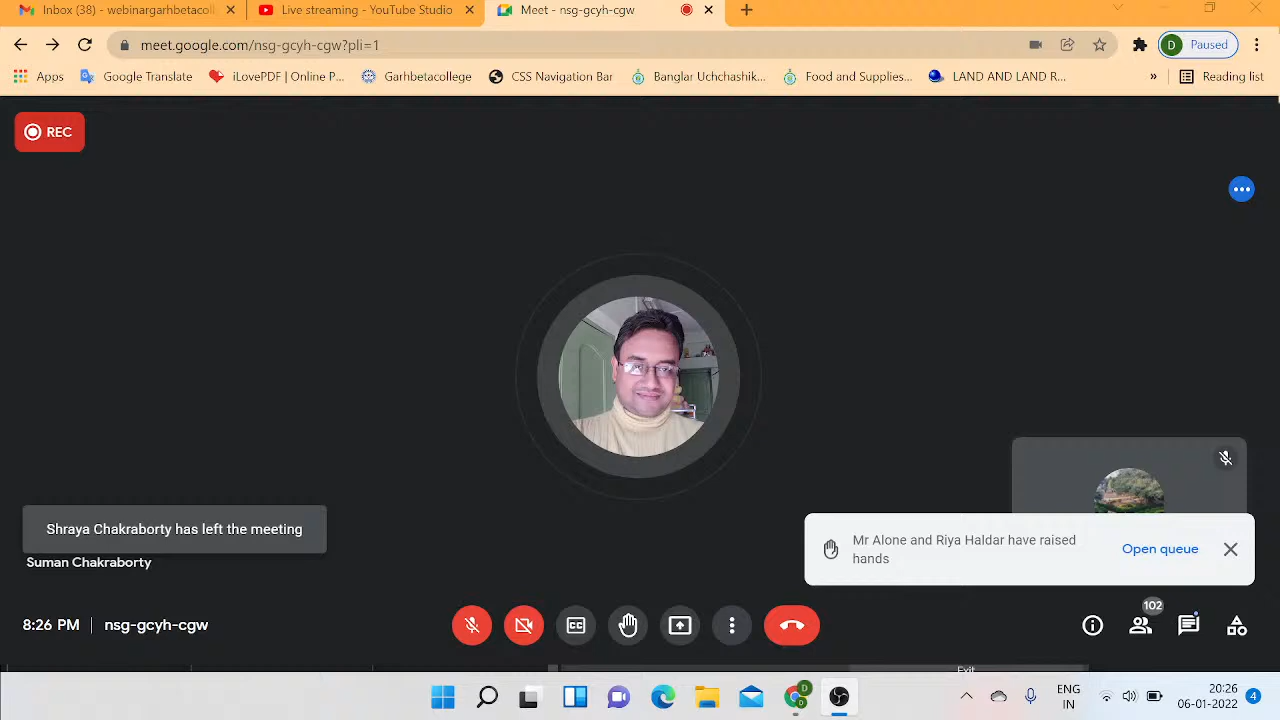 Inbox (38) - webinargarhbetacoll
Live streaming - YouTube Studio
Meet - nsg-gcyh-cgw
meet.google.com/nsg-gcyh-cgw?pli=1
D Paused
Apps
Google Translate
iLovePDF | Online P...
Garhbetacollege
CSS Navigation Bar
Banglar Uchchashik...
Food and Supplies...
LAND AND LAND R...
»
Reading list
REC
Shraya Chakraborty has left the meeting
Suman Chakraborty
Mr Alone and Riya Haldar have raised
hands
Open queue
8:26 PM | nsg-gcyh-cgw
CC
102
Exit
D
ENG
IN
20:26
06-01-2022
4